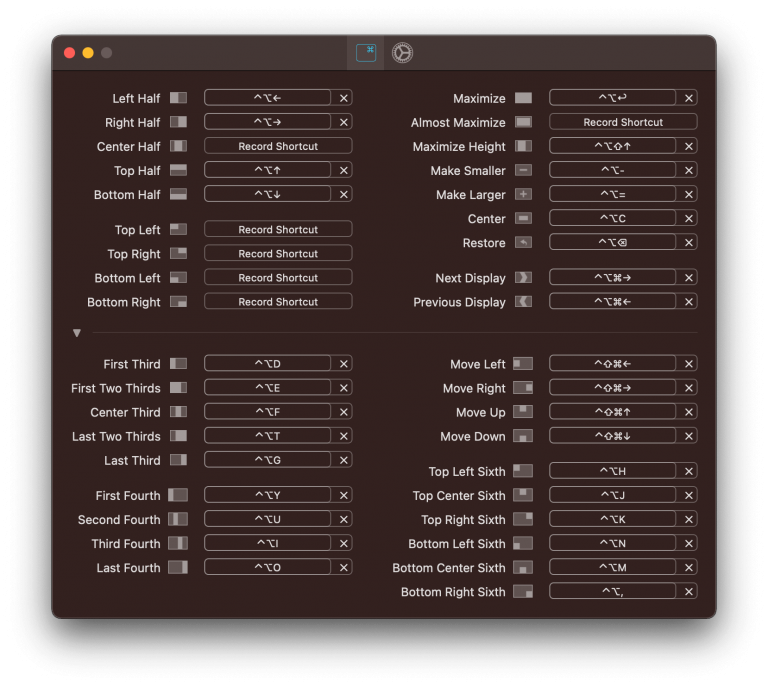 ⌘
Left Half ^⌥← ×
Right Half ^⌥→ ×
Center Half Record Shortcut
Top Half ^⌥↑ ×
Bottom Half ^⌥↓ ×
Top Left Record Shortcut
Top Right Record Shortcut
Bottom Left Record Shortcut
Bottom Right Record Shortcut
Maximize ^⌥↩ ×
Almost Maximize Record Shortcut
Maximize Height ^⌥⇧↑ ×
Make Smaller ^⌥- ×
Make Larger ^⌥= ×
Center ^⌥C ×
Restore ^⌥⌫ ×
Next Display ^⌥⌘→ ×
Previous Display ^⌥⌘← ×
▼
First Third ^⌥D ×
First Two Thirds ^⌥E ×
Center Third ^⌥F ×
Last Two Thirds ^⌥T ×
Last Third ^⌥G ×
First Fourth ^⌥Y ×
Second Fourth ^⌥U ×
Third Fourth ^⌥I ×
Last Fourth ^⌥O ×
Move Left ^⇧⌘← ×
Move Right ^⇧⌘→ ×
Move Up ^⇧⌘↑ ×
Move Down ^⇧⌘↓ ×
Top Left Sixth ^⌥H ×
Top Center Sixth ^⌥J ×
Top Right Sixth ^⌥K ×
Bottom Left Sixth ^⌥N ×
Bottom Center Sixth ^⌥M ×
Bottom Right Sixth ^⌥, ×